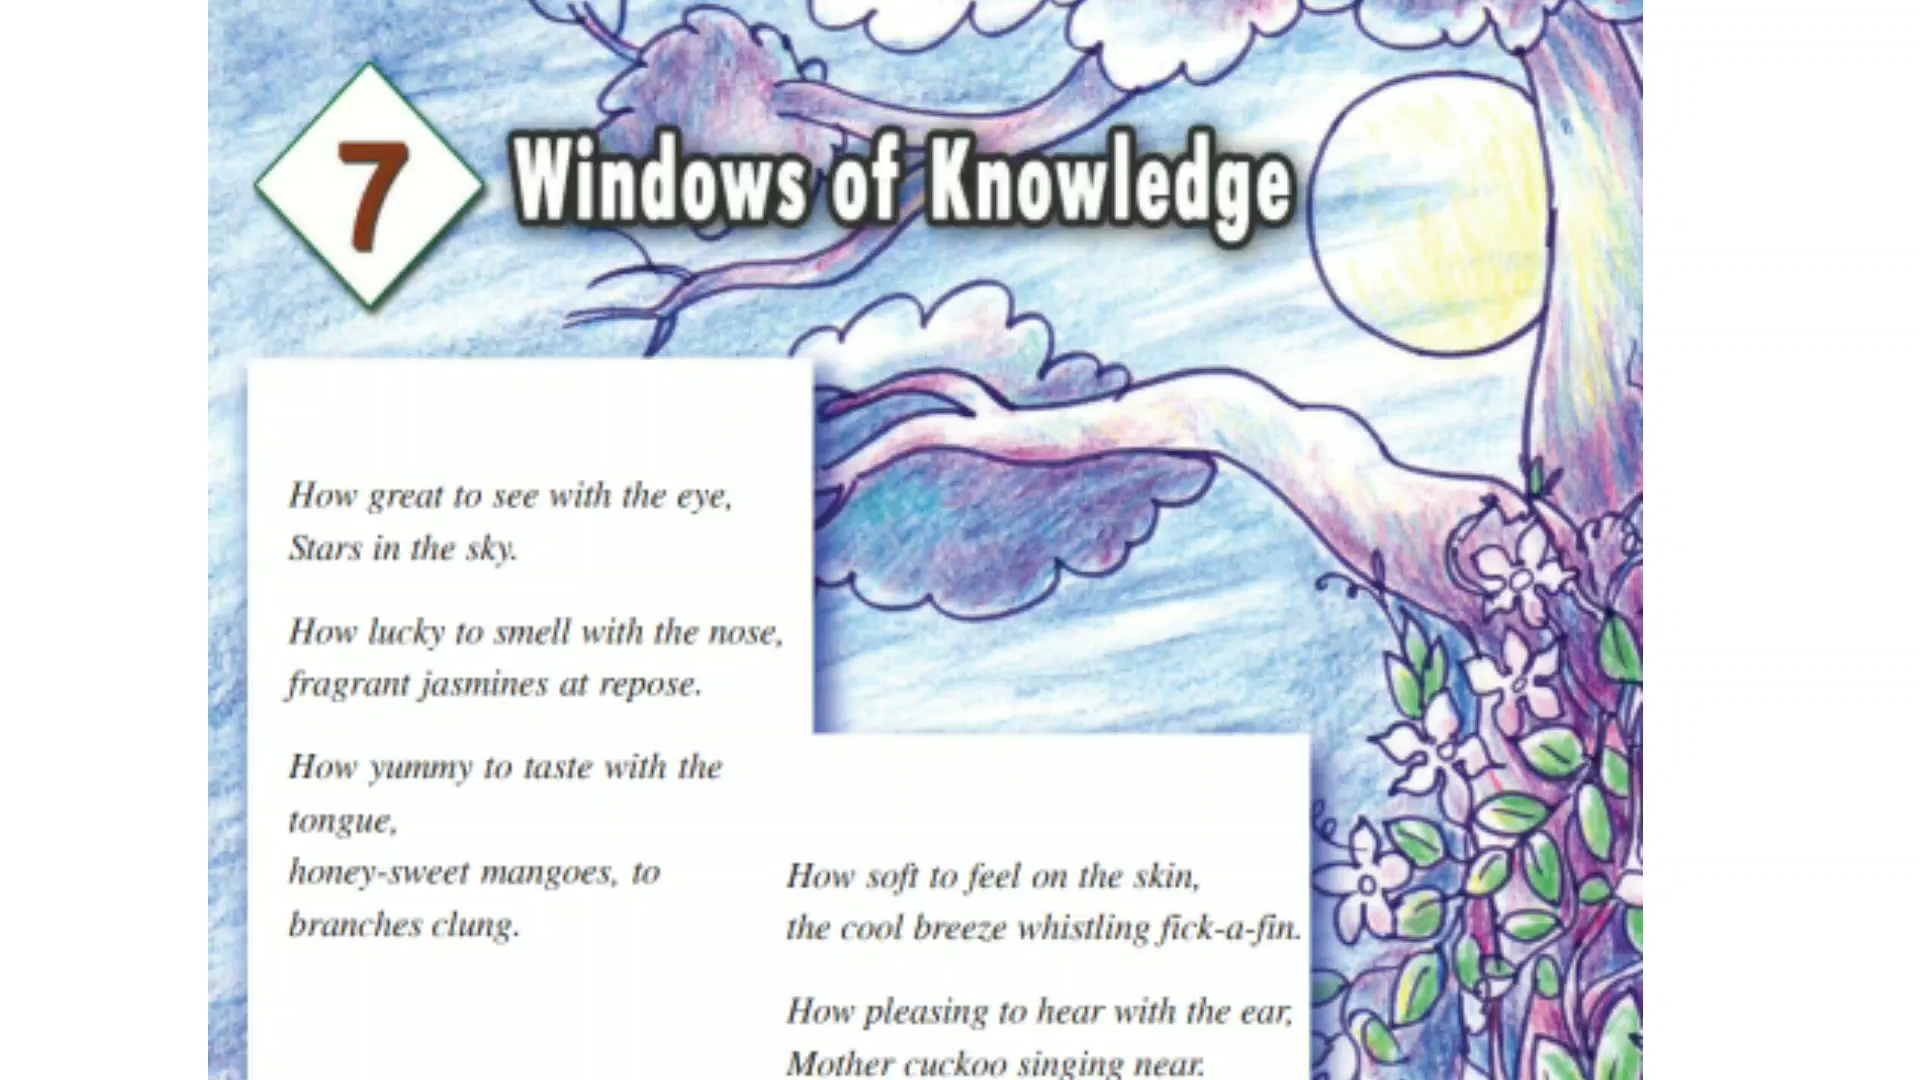 7
Windows of Knowledge
How great to see with the eye,
Stars in the sky.
How lucky to smell with the nose,
fragrant jasmines at repose.
How yummy to taste with the
tongue,
honey-sweet mangoes, to
branches clung.
How soft to feel on the skin,
the cool breeze whistling fick-a-fin.
How pleasing to hear with the ear,
Mother cuckoo singing near.